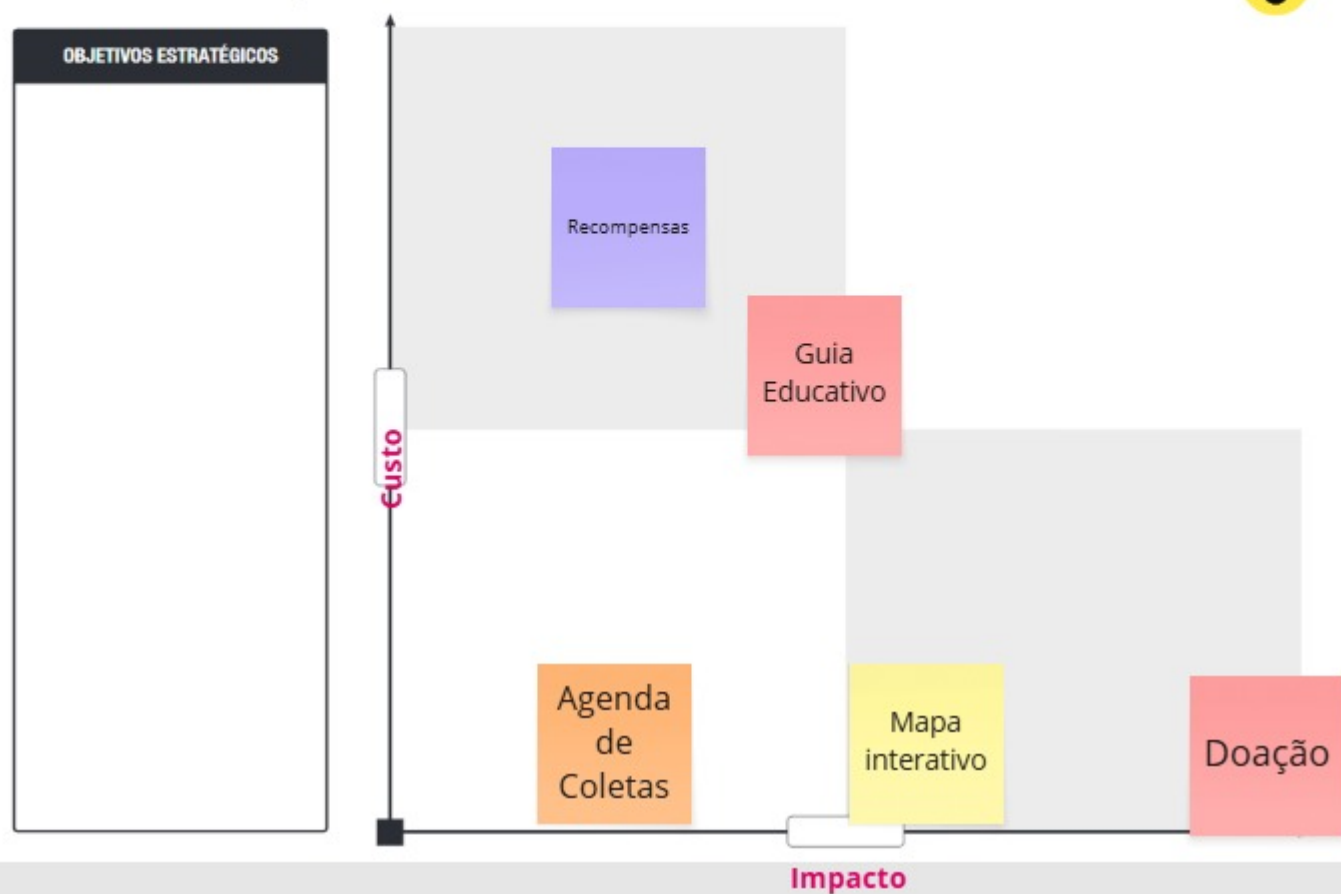 OBJETIVOS ESTRATÉGICOS
Recompensas
Guia
Educativo
Custo
Agenda
de
Coletas
Mapa
interativo
Doação
Impacto